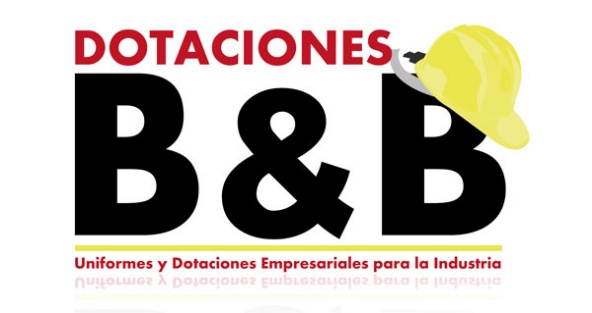 DOTACIONES
B&B
Uniformes y Dotaciones Empresariales para la Industria